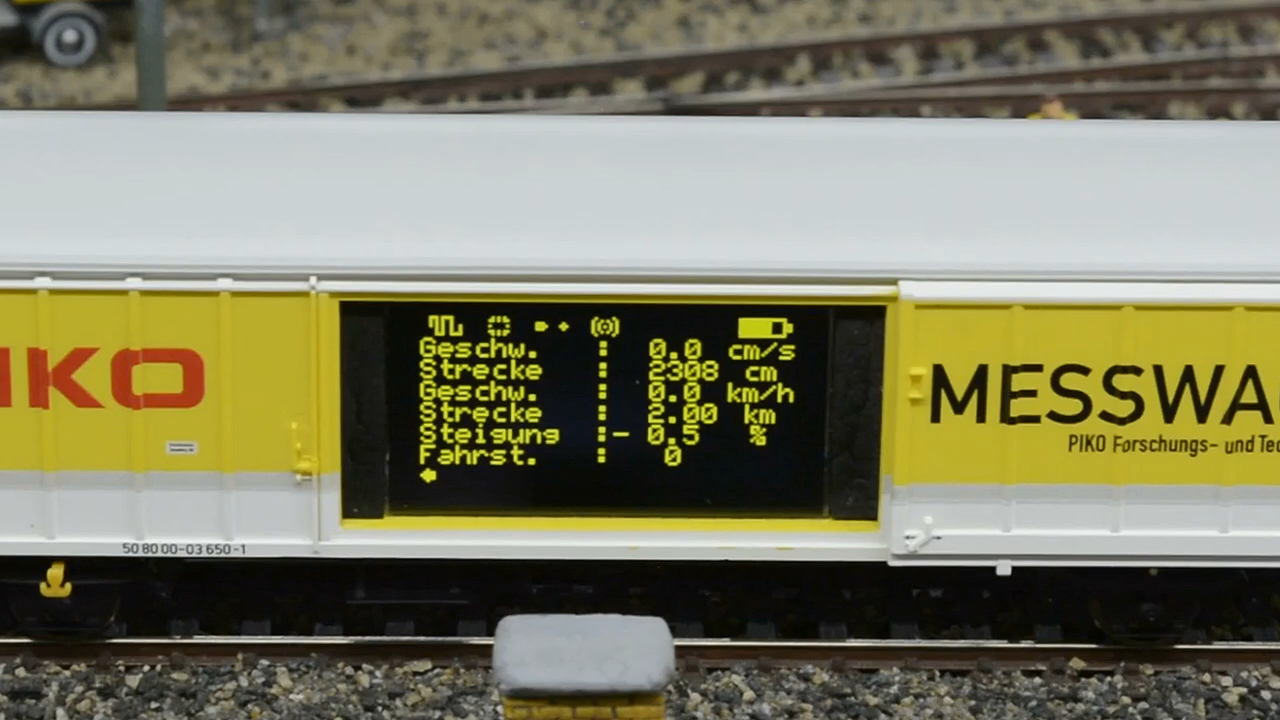 IKO
Geschw. : 0.0 cm/s
Strecke : 2308 cm
Geschw. : 0.0 km/h
Strecke : 2.00 km
Steigung :- 0.5 %
Fahrst. : 0
MESSWA
PIKO Forschungs- und Tec
50 80 00-03 650-1